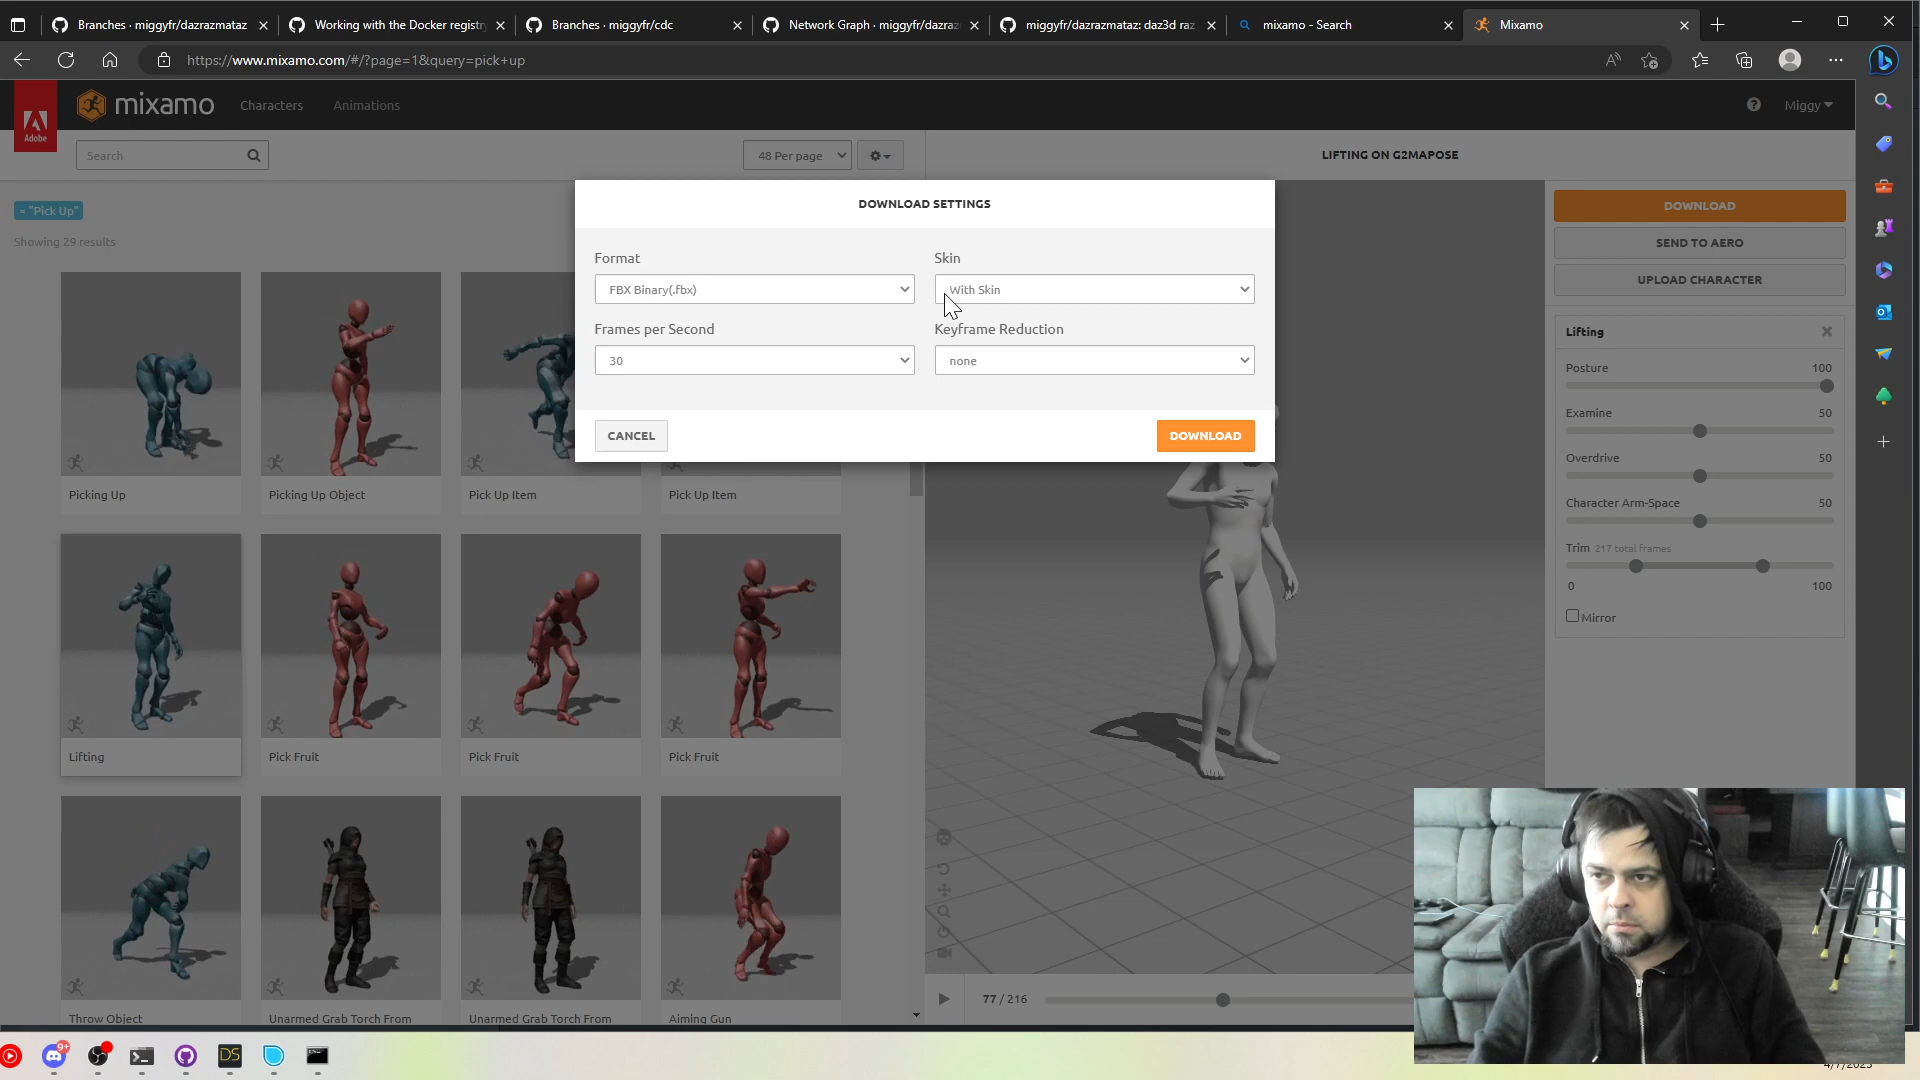 Branches · miggyfr/dazrazmataz
Working with the Docker registry
Branches · miggyfr/cdc
Network Graph · miggyfr/dazraz
miggyfr/dazrazmataz: daz3d raz
mixamo - Search
Mixamo
https://www.mixamo.com/#/?page=1&query=pick+up
Adobe
mixamo
Characters
Animations
Miggy
Search
48 Per page
LIFTING ON G2MAPOSE
= "Pick Up"
Showing 29 results
DOWNLOAD SETTINGS
Format
Skin
FBX Binary(.fbx)
With Skin
Frames per Second
Keyframe Reduction
30
none
CANCEL
DOWNLOAD
DOWNLOAD
SEND TO AERO
UPLOAD CHARACTER
Lifting
Posture
100
Examine
50
Overdrive
50
Character Arm-Space
50
Trim 217 total frames
0
100
Mirror
Picking Up
Picking Up Object
Pick Up Item
Pick Up Item
Lifting
Pick Fruit
Pick Fruit
Pick Fruit
Throw Object
Unarmed Grab Torch From
Unarmed Grab Torch From
Aiming Gun
77 / 216
9+
DS
4/7/2023